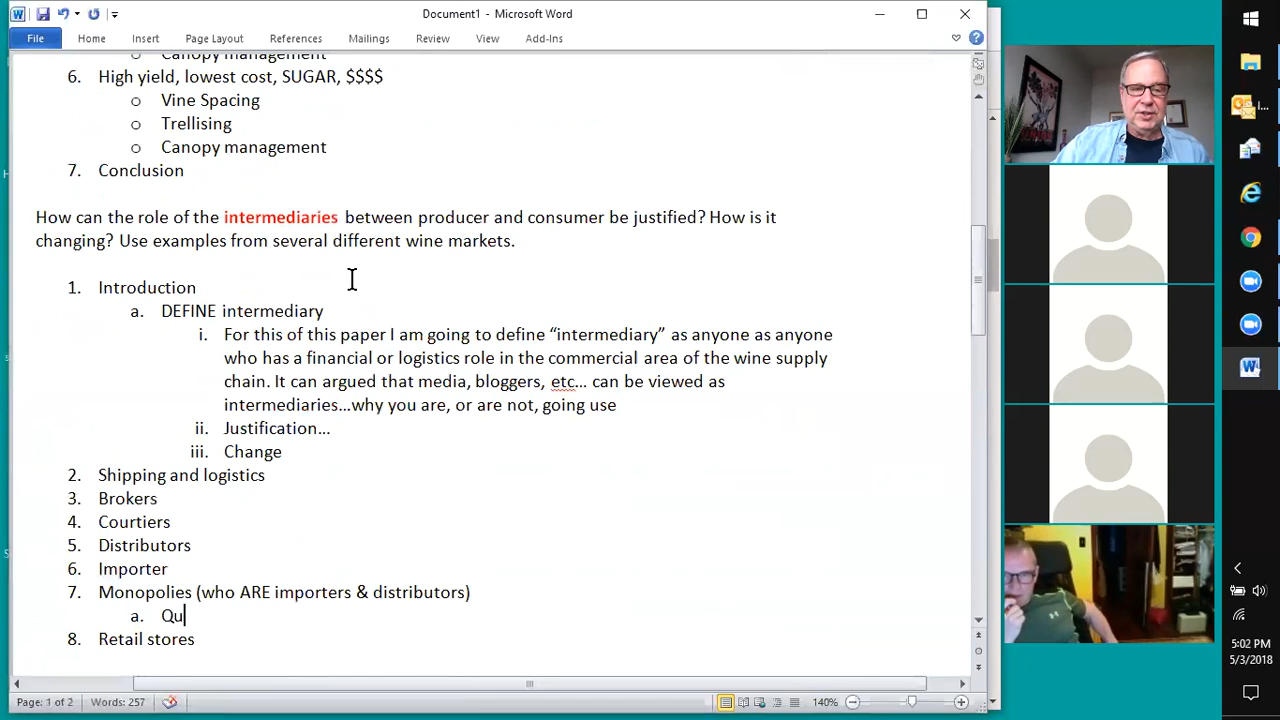 Document1 - Microsoft Word
File Home Insert Page Layout References Mailings Review View Add-Ins
Canopy management
6. High yield, lowest cost, SUGAR, $$$$
o Vine Spacing
o Trellising
o Canopy management
7. Conclusion
How can the role of the intermediaries between producer and consumer be justified? How is it
changing? Use examples from several different wine markets.
1. Introduction
a. DEFINE intermediary
i. For this of this paper I am going to define “intermediary” as anyone as anyone
who has a financial or logistics role in the commercial area of the wine supply
chain. It can argued that media, bloggers, etc… can be viewed as
intermediaries…why you are, or are not, going use
ii. Justification…
iii. Change
2. Shipping and logistics
3. Brokers
4. Courtiers
5. Distributors
6. Importer
7. Monopolies (who ARE importers & distributors)
a. Qu
8. Retail stores
Page: 1 of 2 Words: 257 140%
5:02 PM
5/3/2018